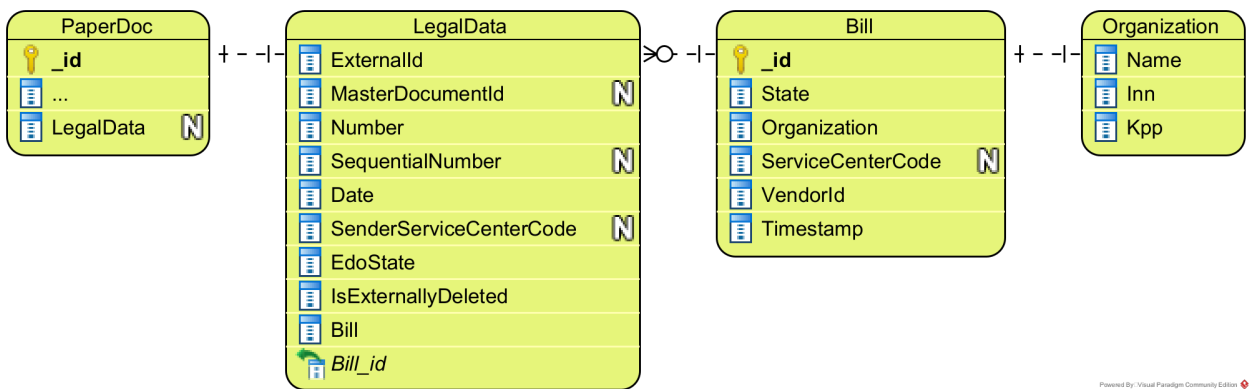 PaperDoc
_id
...
LegalData N
LegalData
ExternalId
MasterDocumentId N
Number
SequentialNumber N
Date
SenderServiceCenterCode N
EdoState
IsExternallyDeleted
Bill
Bill_id
Bill
_id
State
Organization
ServiceCenterCode N
VendorId
Timestamp
Organization
Name
Inn
Kpp
Powered By: Visual Paradigm Community Edition